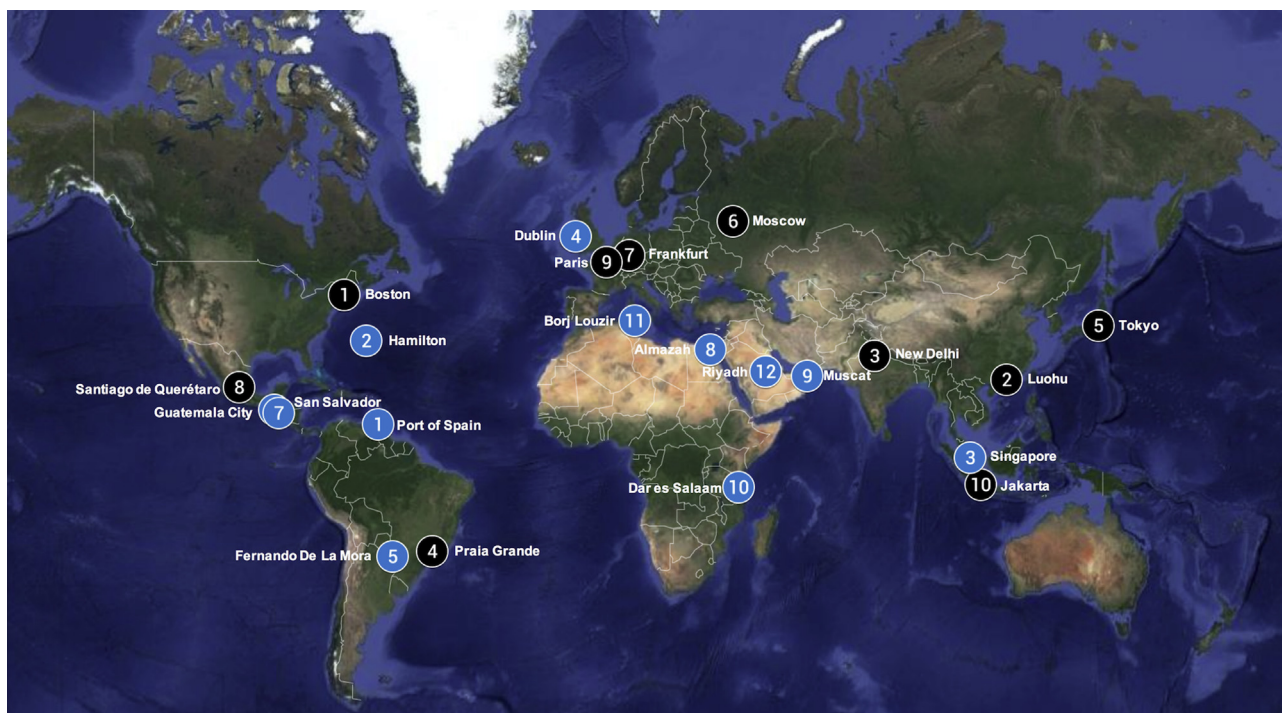 6 Moscow
Dublin 4
7 Frankfurt
Paris 9
1 Boston
Borj Louzir 11
5 Tokyo
2 Hamilton
Almazah 8
3 New Delhi
Riyadh 12
9 Muscat
2 Luohu
Santiago de Querétaro 8
San Salvador
Guatemala City 7
1 Port of Spain
3 Singapore
10 Jakarta
Dar es Salaam 10
4 Praia Grande
Fernando De La Mora 5